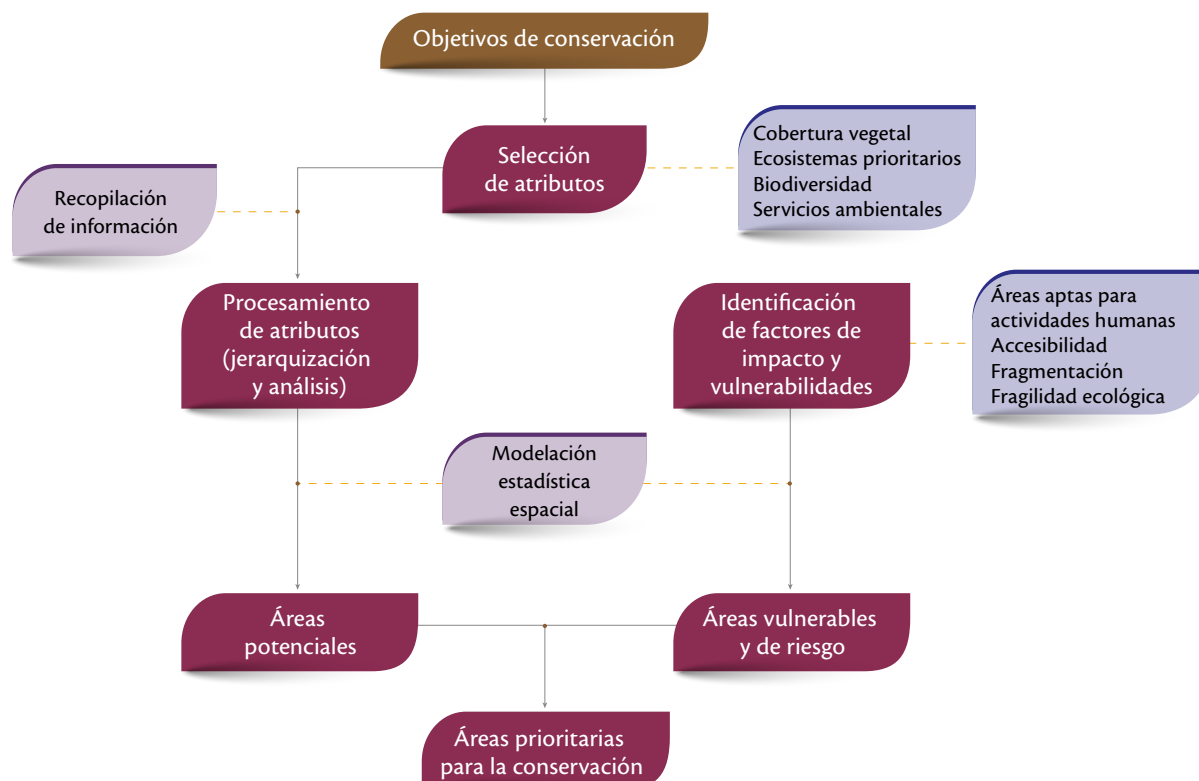 Objetivos de conservación
Selección
de atributos
Cobertura vegetal
Ecosistemas prioritarios
Biodiversidad
Servicios ambientales
Recopilación
de información
Procesamiento
de atributos
(jerarquización
y análisis)
Identificación
de factores de
impacto y
vulnerabilidades
Áreas aptas para
actividades humanas
Accesibilidad
Fragmentación
Fragilidad ecológica
Modelación
estadística
espacial
Áreas
potenciales
Áreas vulnerables
y de riesgo
Áreas prioritarias
para la conservación